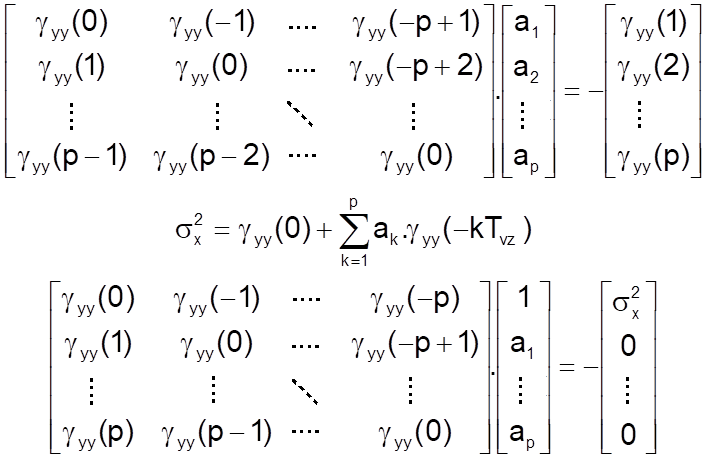 [γyy(0) γyy(−1) ···· γyy(−p+1)] . [a1] = −[γyy(1)]
[γyy(1) γyy(0) ···· γyy(−p+2)] [a2] [γyy(2)]
[⋮ ⋮ ⋱ ⋮] [⋮] [⋮]
[γyy(p−1) γyy(p−2) ···· γyy(0)] [ap] [γyy(p)]
σx² = γyy(0) + ∑_{k=1}^{p} ak.γyy(−kTvz)
[γyy(0) γyy(−1) ···· γyy(−p)] . [1] = −[σx²]
[γyy(1) γyy(0) ···· γyy(−p+1)] [a1] [0]
[⋮ ⋮ ⋱ ⋮] [⋮] [⋮]
[γyy(p) γyy(p−1) ···· γyy(0)] [ap] [0]